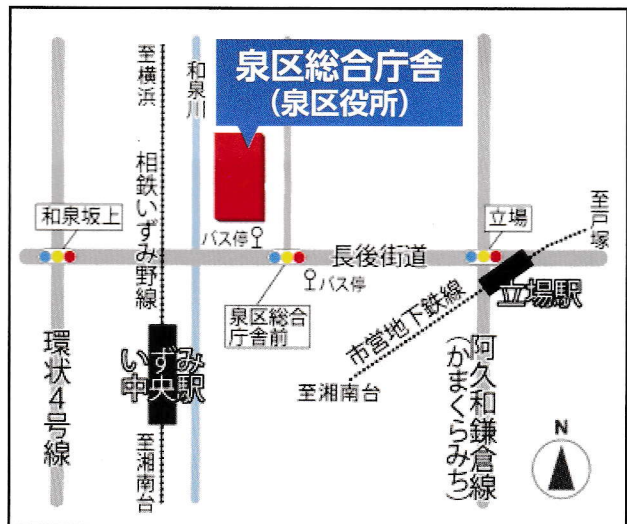 泉区総合庁舎
(泉区役所)
至横浜
和泉川
相鉄いずみ野線
和泉坂上
バス停
長後街道
立場
至戸塚
バス停
泉区総合
庁舎前
立場駅
市営地下鉄線
至湘南台
いずみ
中央駅
環状4号線
阿久和鎌倉線
(かまくらみち)
至湘南台
N